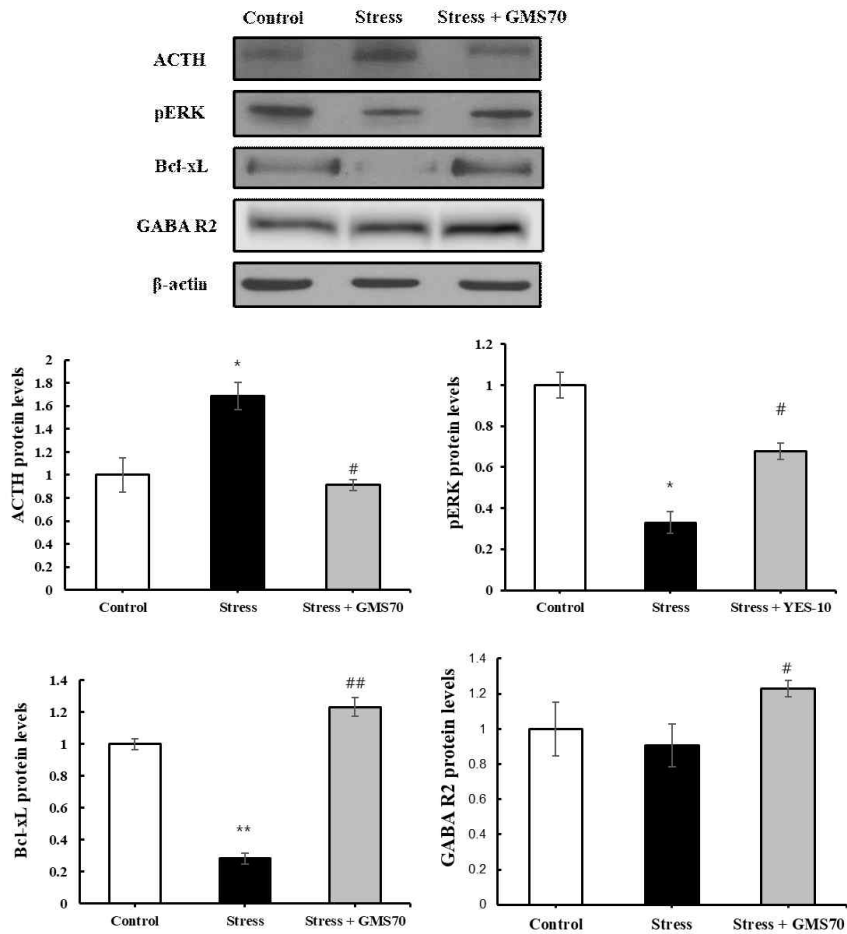 Control Stress Stress + GMS70
ACTH
pERK
Bcl-xL
GABA R2
β-actin
ACTH protein levels
2
1.8
1.6
1.4
1.2
1
0.8
0.6
0.4
0.2
0
*
#
Control Stress Stress + GMS70
pERK protein levels
1.2
1
0.8
0.6
0.4
0.2
0
*
#
Control Stress Stress + YES-10
Bcl-xL protein levels
1.4
1.2
1
0.8
0.6
0.4
0.2
0
**
##
Control Stress Stress + GMS70
GABA R2 protein levels
1.4
1.2
1
0.8
0.6
0.4
0.2
0
#
Control Stress Stress + GMS70